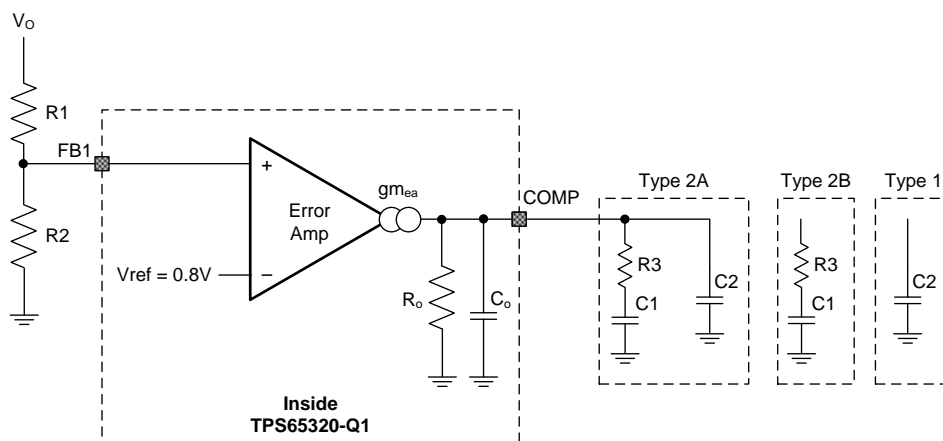 Vo
R1
FB1
R2
+
Error
Amp
−
Vref = 0.8V
gmea
Ro
Co
COMP
Inside
TPS65320-Q1
Type 2A
R3
C1
C2
Type 2B
R3
C1
Type 1
C2